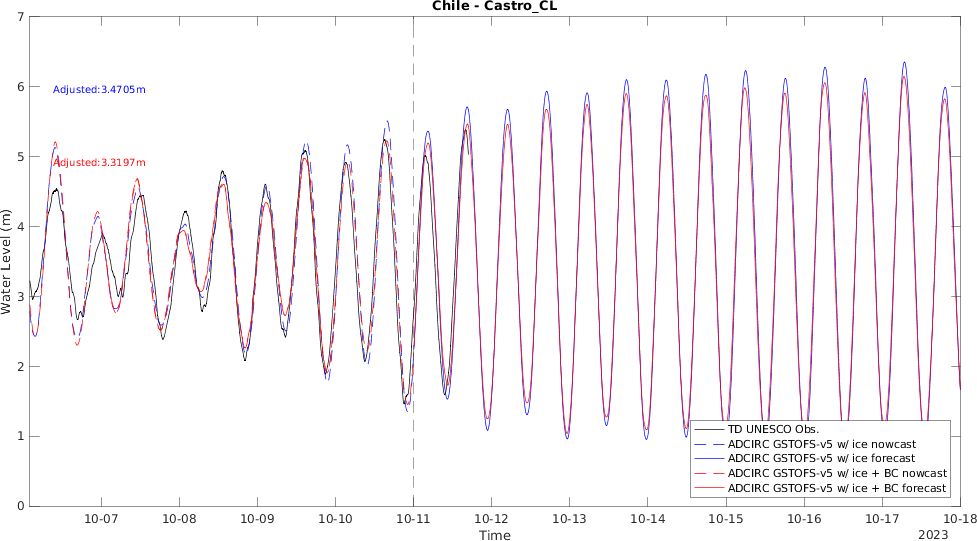 Chile - Castro_CL
7
6
5
4
3
2
1
0
Water Level (m)
Adjusted:3.4705m
Adjusted:3.3197m
TD UNESCO Obs.
ADCIRC GSTOFS-v5 w/ ice nowcast
ADCIRC GSTOFS-v5 w/ ice forecast
ADCIRC GSTOFS-v5 w/ ice + BC nowcast
ADCIRC GSTOFS-v5 w/ ice + BC forecast
10-07 10-08 10-09 10-10 10-11 10-12 10-13 10-14 10-15 10-16 10-17 10-18
Time
2023